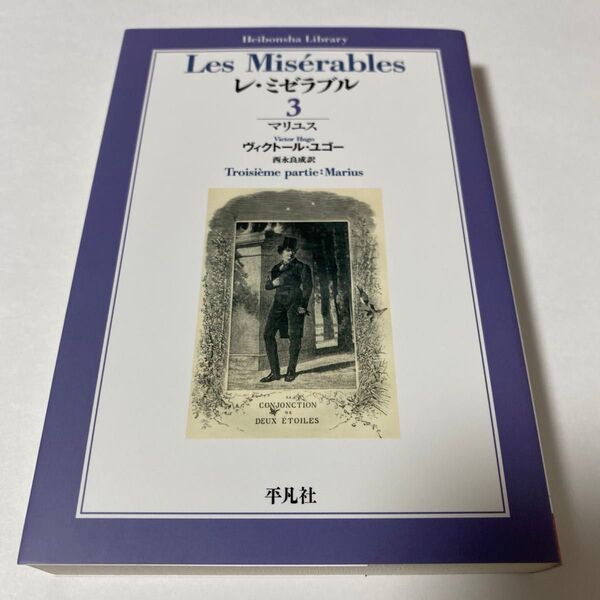 Heibonsha Library
Les Misérables
レ・ミゼラブル
3
マリユス
Victor Hugo
ヴィクトール・ユゴー
西永良成訳
Troisième partie:Marius
LA
CONJONCTION
DE
DEUX ÉTOILES
平凡社